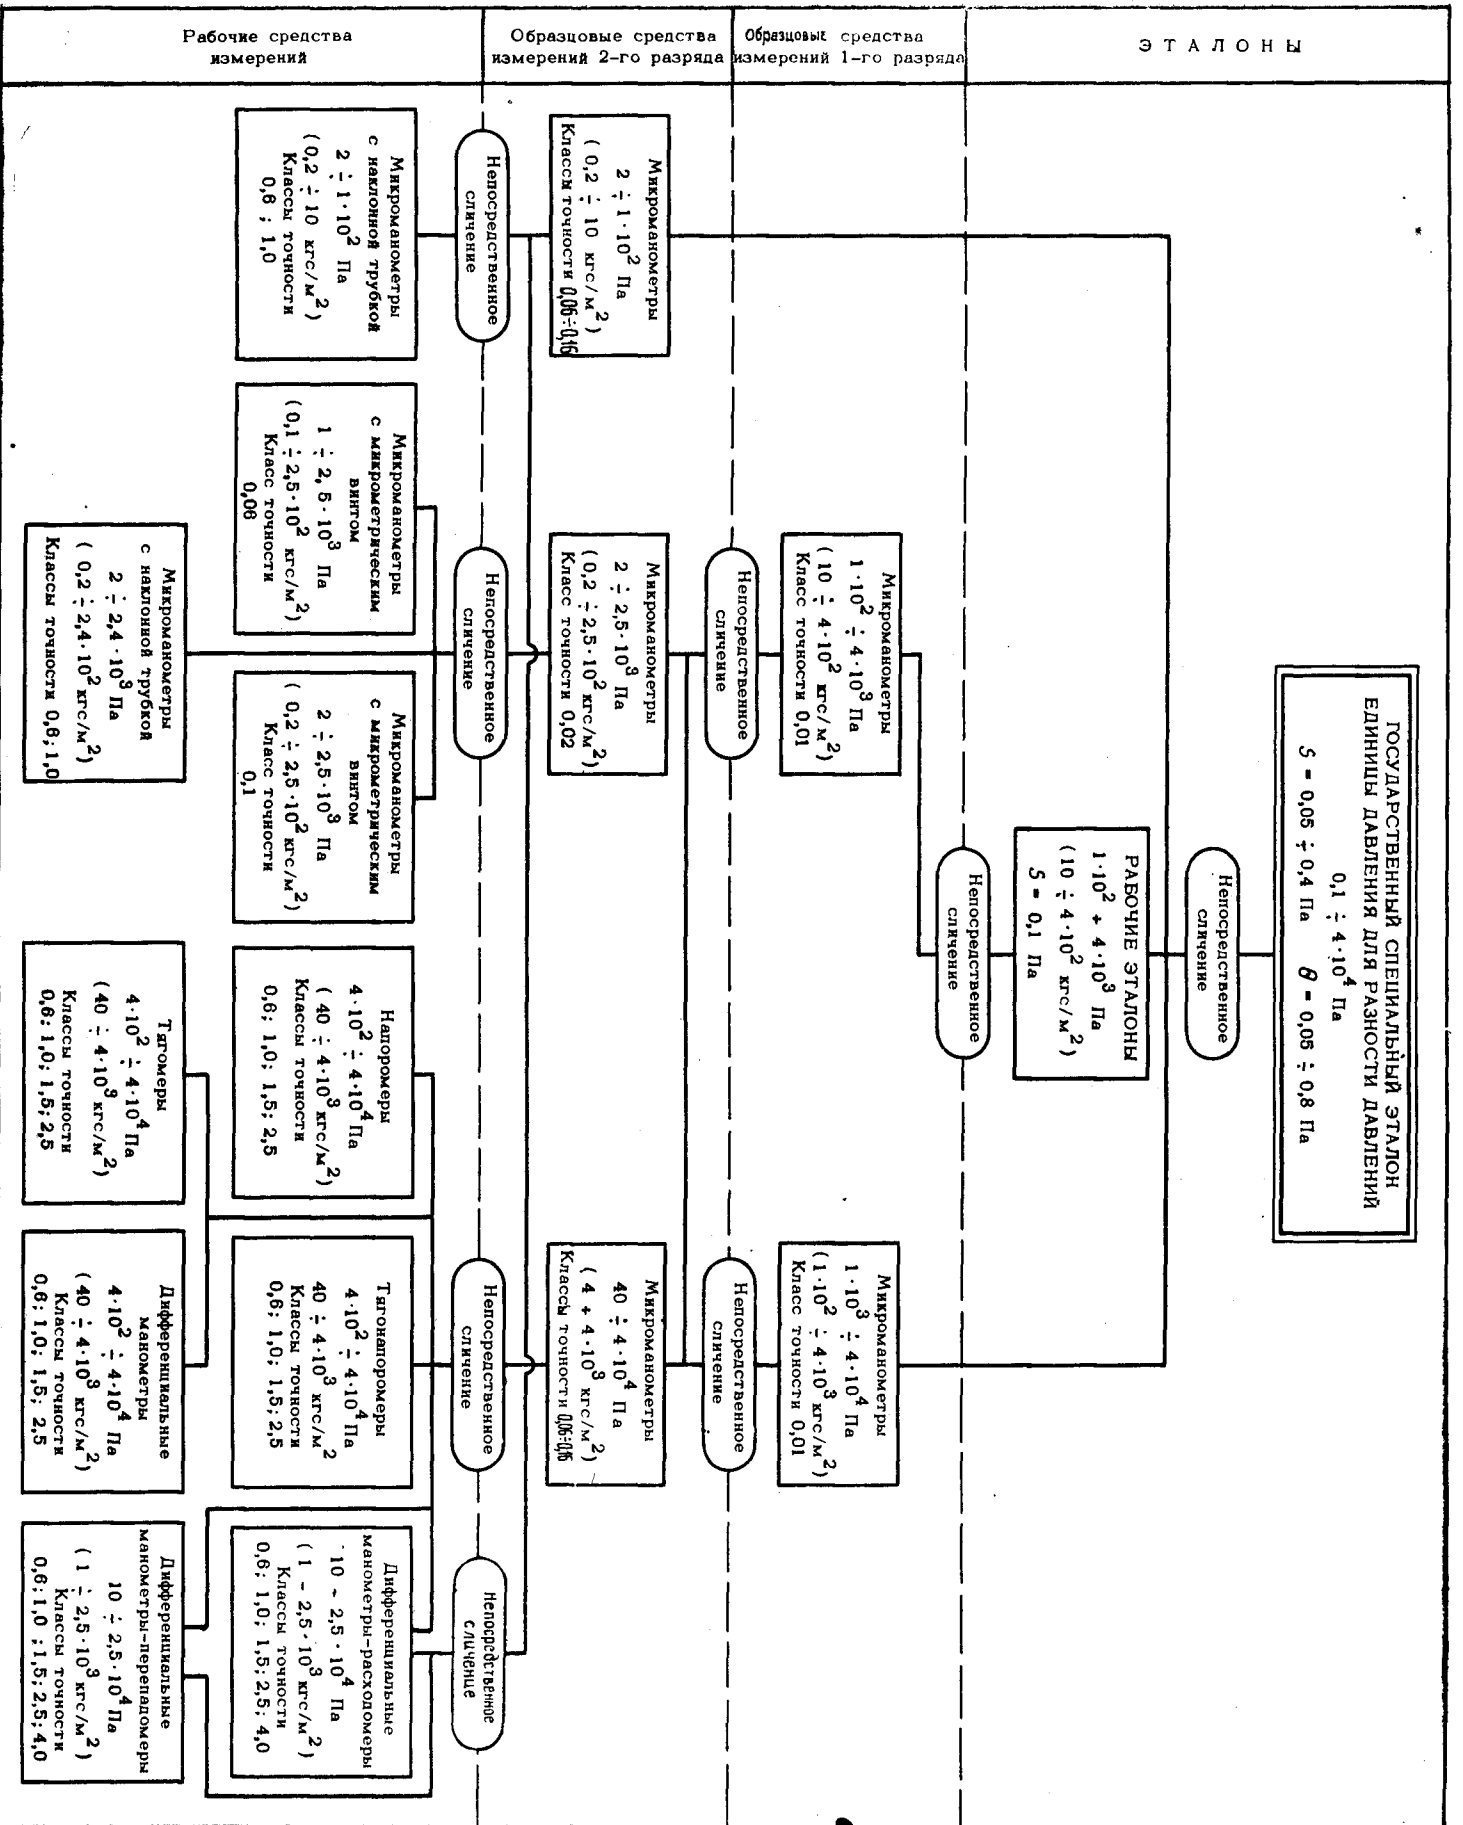 Рабочие средства
измерений
Образцовые средства
измерений 2-го разряда
Образцовые средства
измерений 1-го разряда
ЭТАЛОНЫ
ГОСУДАРСТВЕННЫЙ СПЕЦИАЛЬНЫЙ ЭТАЛОН
ЕДИНИЦЫ ДАВЛЕНИЯ ДЛЯ РАЗНОСТИ ДАВЛЕНИЙ
0,1 ÷ 4·10⁴ Па
S = 0,05 ÷ 0,4 Па θ = 0,05 ÷ 0,8 Па
Непосредственное
сличение
РАБОЧИЕ ЭТАЛОНЫ
1·10² ÷ 4·10³ Па
(10 ÷ 4·10² кгс/м²)
S = 0,1 Па
Непосредственное
сличение
Микроманометры
1·10² ÷ 4·10³ Па
(10 ÷ 4·10² кгс/м²)
Класс точности 0,01
Микроманометры
1·10³ ÷ 4·10⁴ Па
(1·10² ÷ 4·10³ кгс/м²)
Класс точности 0,01
Непосредственное
сличение
Непосредственное
сличение
Микроманометры
2 ÷ 1·10² Па
(0,2 ÷ 10 кгс/м²)
Классы точности 0,06÷0,16
Микроманометры
2 ÷ 2,5·10³ Па
(0,2 ÷ 2,5·10² кгс/м²)
Класс точности 0,02
Микроманометры
40 ÷ 4·10⁴ Па
(4 ÷ 4·10³ кгс/м²)
Классы точности 0,06÷0,16
Непосредственное
сличение
Непосредственное
сличение
Непосредственное
сличение
Непосредственное
сличение
Микроманометры
с наклонной трубкой
2 ÷ 1·10² Па
(0,2 ÷ 10 кгс/м²)
Классы точности
0,6 ; 1,0
Микроманометры
с микрометрическим
винтом
1 ÷ 2,5·10³ Па
(0,1 ÷ 2,5·10² кгс/м²)
Класс точности
0,06
Микроманометры
с микрометрическим
винтом
2 ÷ 2,5·10³ Па
(0,2 ÷ 2,5·10² кгс/м²)
Класс точности
0,1
Напоромеры
4·10² ÷ 4·10⁴ Па
(40 ÷ 4·10³ кгс/м²)
Классы точности
0,6; 1,0; 1,5; 2,5
Тягонапоромеры
4·10² ÷ 4·10⁴ Па
40 ÷ 4·10³ кгс/м²
Классы точности
0,6; 1,0; 1,5; 2,5
Дифференциальные
манометры-расходомеры
10 ÷ 2,5·10⁴ Па
(1 - 2,5·10³ кгс/м²)
Классы точности
0,6; 1,0; 1,5; 2,5; 4,0
Микроманометры
с наклонной трубкой
2 ÷ 2,4·10³ Па
(0,2 ÷ 2,4·10² кгс/м²)
Классы точности 0,6; 1,0
Тягомеры
4·10² ÷ 4·10⁴ Па
(40 ÷ 4·10³ кгс/м²)
Классы точности
0,6; 1,0; 1,5; 2,5
Дифференциальные
манометры
4·10² ÷ 4·10⁴ Па
(40 ÷ 4·10³ кгс/м²)
Классы точности
0,6; 1,0; 1,5; 2,5
Дифференциальные
манометры-перепадомеры
10 ÷ 2,5·10⁴ Па
(1 ÷ 2,5·10³ кгс/м²)
Классы точности
0,6; 1,0 ; 1,5; 2,5; 4,0